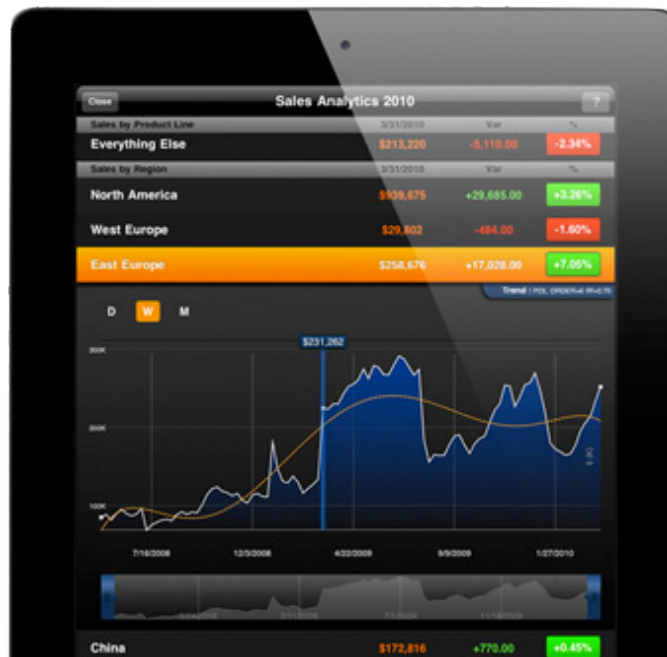 Close Sales Analytics 2010 ?
Sales by Product Line 3/31/2010 Var %
Everything Else $213,220 -5,110.00 -2.34%
Sales by Region 3/31/2010 Var %
North America $939,675 +29,685.00 +3.26%
West Europe $29,802 -484.00 -1.60%
East Europe $258,676 +17,028.00 +7.05%
Trend : POL ORDER=6
D W M
$231,262
300K
200K
$ (K)
100K
7/16/2008 12/3/2008 4/22/2009 9/9/2009 1/27/2010
China $172,816 +770.00 +0.45%